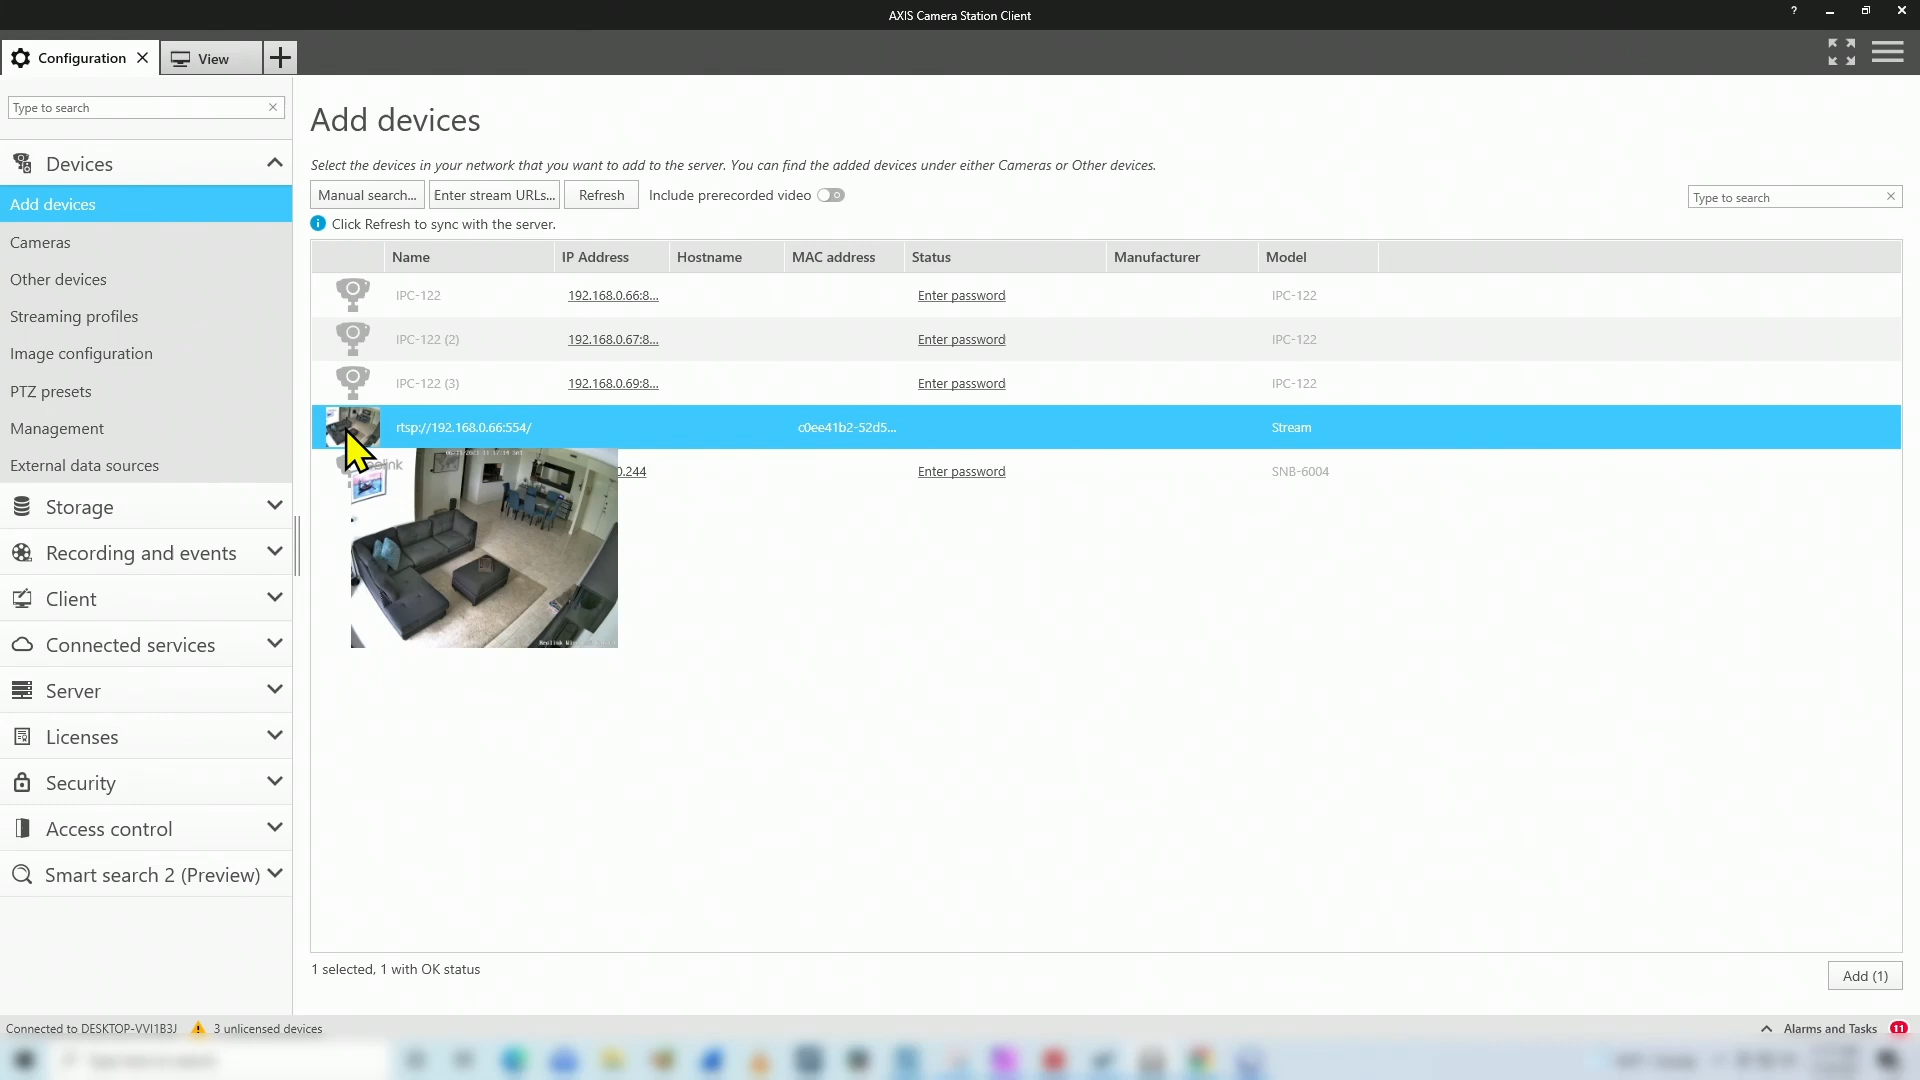 AXIS Camera Station Client
?
Configuration
View
Type to search
Devices
Add devices
Cameras
Other devices
Streaming profiles
Image configuration
PTZ presets
Management
External data sources
Storage
Recording and events
Client
Connected services
Server
Licenses
Security
Access control
Smart search 2 (Preview)
Add devices
Select the devices in your network that you want to add to the server. You can find the added devices under either Cameras or Other devices.
Manual search... Enter stream URLs... Refresh Include prerecorded video
Type to search
Click Refresh to sync with the server.
Name IP Address Hostname MAC address Status Manufacturer Model
IPC-122 192.168.0.66:8... Enter password IPC-122
IPC-122 (2) 192.168.0.67:8... Enter password IPC-122
IPC-122 (3) 192.168.0.69:8... Enter password IPC-122
rtsp://192.168.0.66:554/ c0ee41b2-52d5... Stream
0.244 Enter password SNB-6004
1 selected, 1 with OK status
Add (1)
Connected to DESKTOP-VVI1B3J 3 unlicensed devices
Alarms and Tasks 11